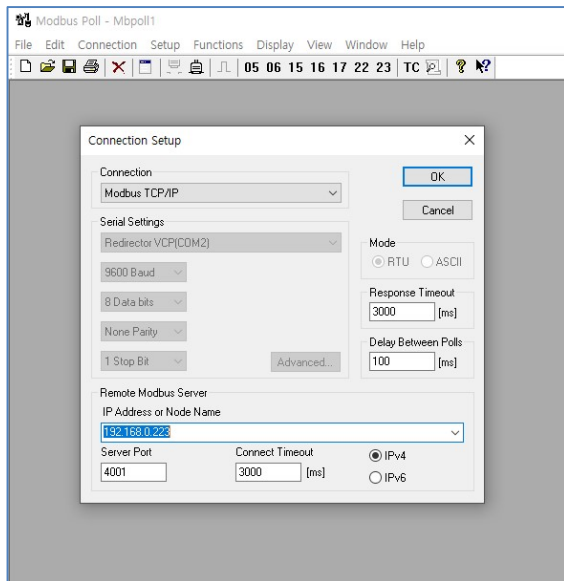 Modbus Poll - Mbpoll1
File Edit Connection Setup Functions Display View Window Help
05 06 15 16 17 22 23 TC
Connection Setup
Connection
Modbus TCP/IP
OK
Cancel
Serial Settings
Redirector VCP(COM2)
9600 Baud
8 Data bits
None Parity
1 Stop Bit
Advanced...
Mode
RTU ASCII
Response Timeout
3000 [ms]
Delay Between Polls
100 [ms]
Remote Modbus Server
IP Address or Node Name
192.168.0.223
Server Port
4001
Connect Timeout
3000 [ms]
IPv4
IPv6